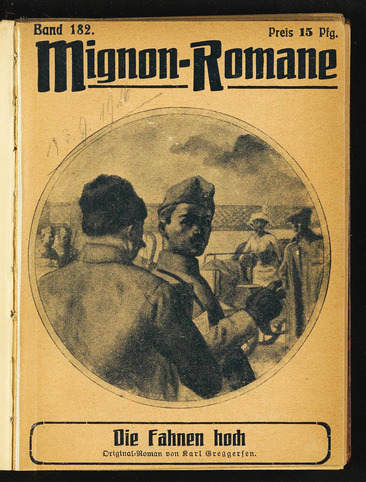 Band 182.
Preis 15 Pfg.
Mignon-Romane
Die Fahnen hoch
Original-Roman von Karl Greggersen.